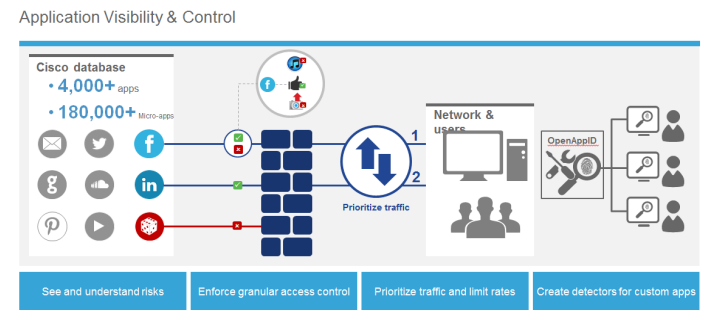 Application Visibility & Control
Cisco database
• 4,000+ apps
• 180,000+ Micro-apps
f
f
1
g
in
2
Prioritize traffic
Network &
users
OpenAppID
See and understand risks
Enforce granular access control
Prioritize traffic and limit rates
Create detectors for custom apps